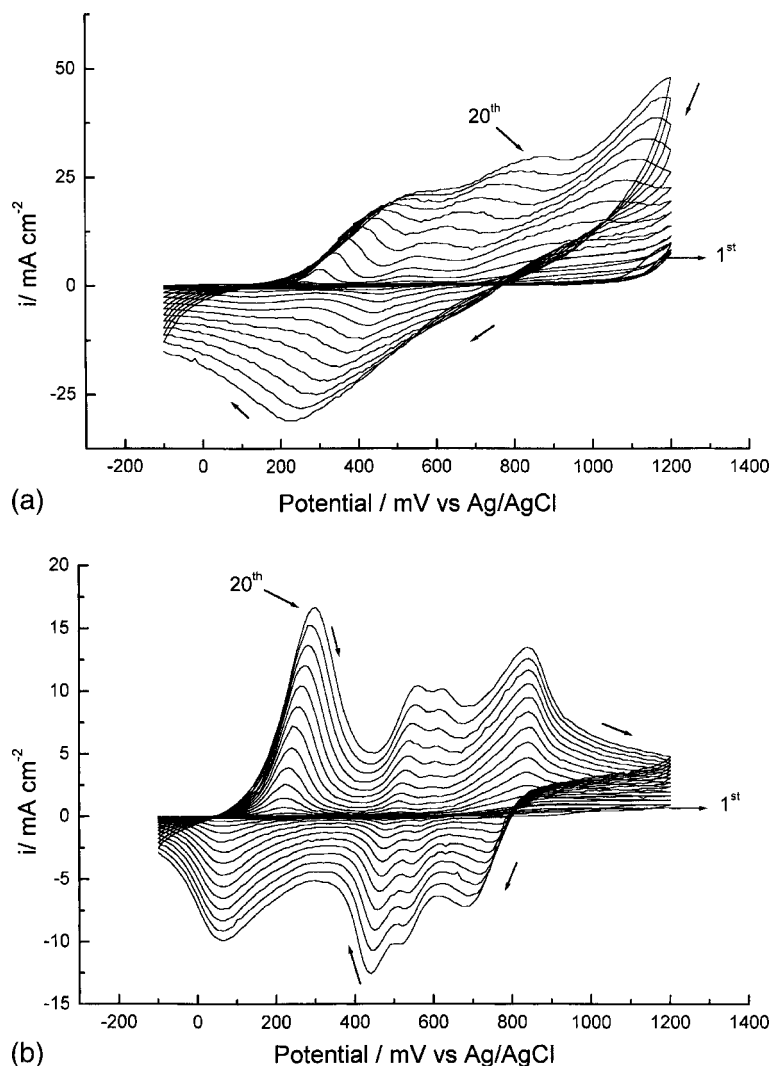 50
25
0
-25
i/ mA cm⁻²
20ᵗʰ
1ˢᵗ
-200 0 200 400 600 800 1000 1200 1400
Potential / mV vs Ag/AgCl
(a)
20
15
10
5
0
-5
-10
-15
i/ mA cm⁻²
20ᵗʰ
1ˢᵗ
-200 0 200 400 600 800 1000 1200 1400
Potential / mV vs Ag/AgCl
(b)